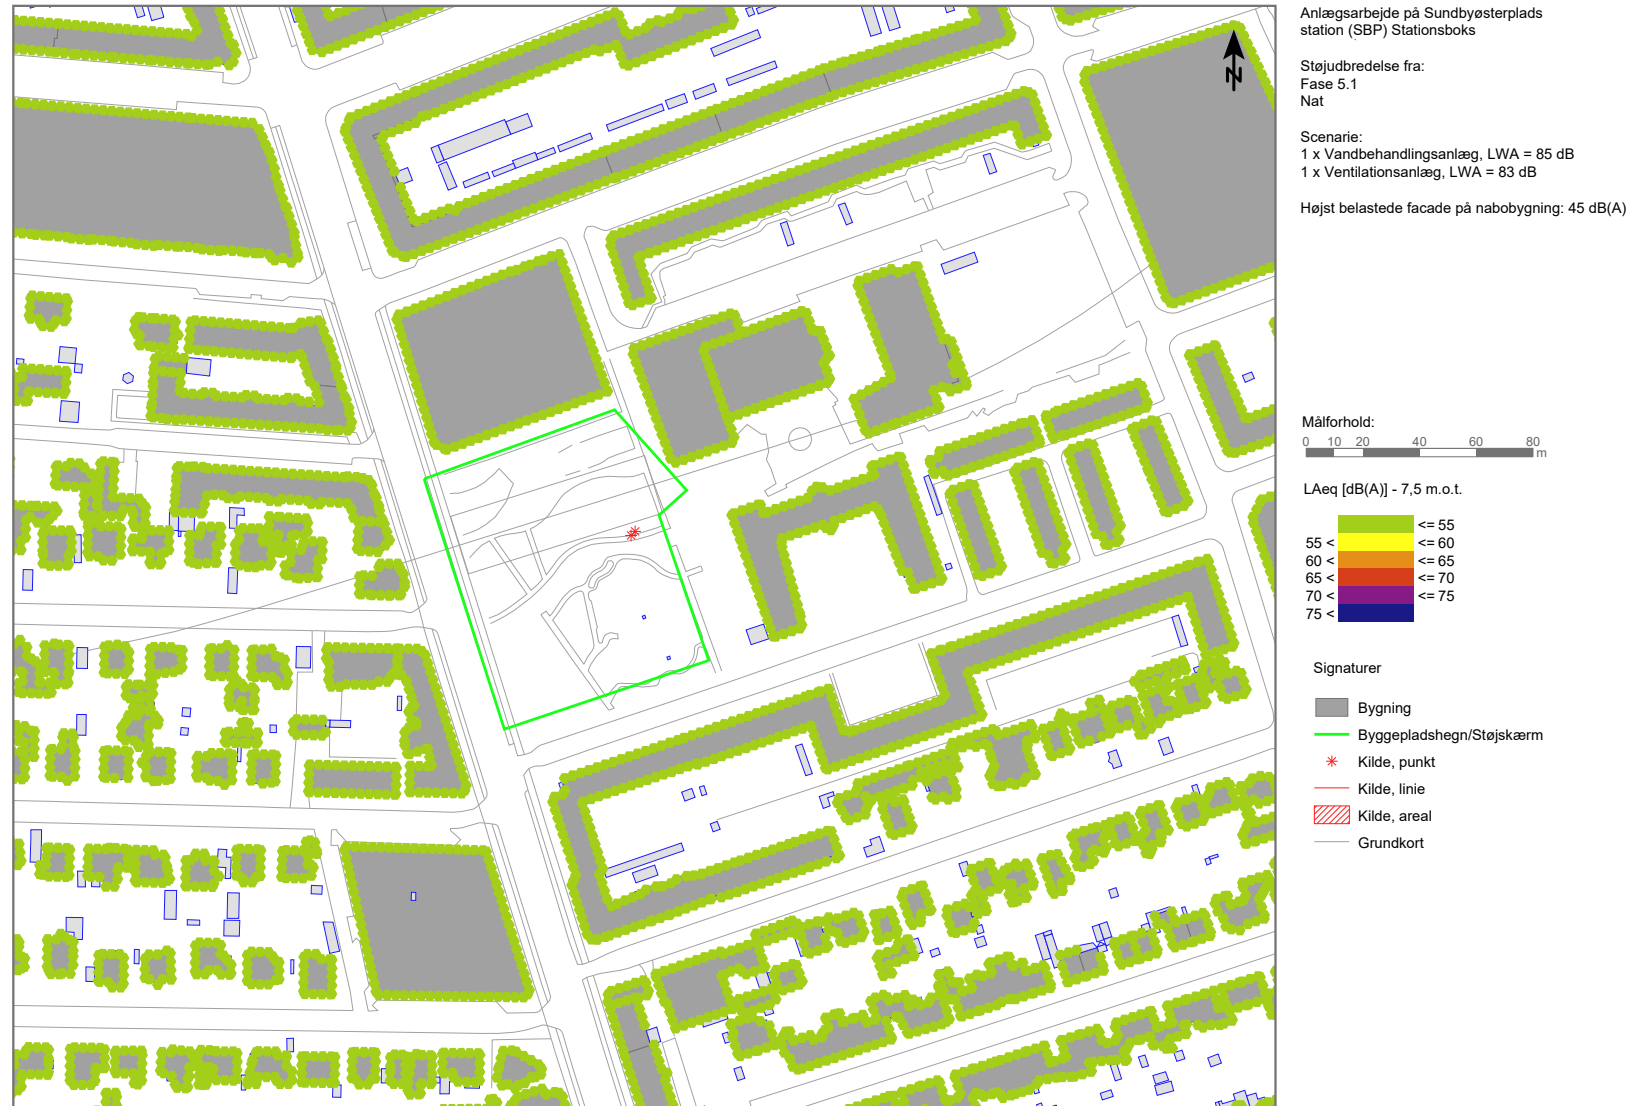 Anlægsarbejde på Sundbyøsterplads
station (SBP) Stationsboks
Støjudbredelse fra:
Fase 5.1
Nat
Scenarie:
1 x Vandbehandlingsanlæg, LWA = 85 dB
1 x Ventilationsanlæg, LWA = 83 dB
Højst belastede facade på nabobygning: 45 dB(A)
N
Målforhold:
0 10 20 40 60 80
m
LAeq [dB(A)] - 7,5 m.o.t.
<= 55
55 < <= 60
60 < <= 65
65 < <= 70
70 < <= 75
75 <
Signaturer
Bygning
Byggepladshegn/Støjskærm
Kilde, punkt
Kilde, linie
Kilde, areal
Grundkort